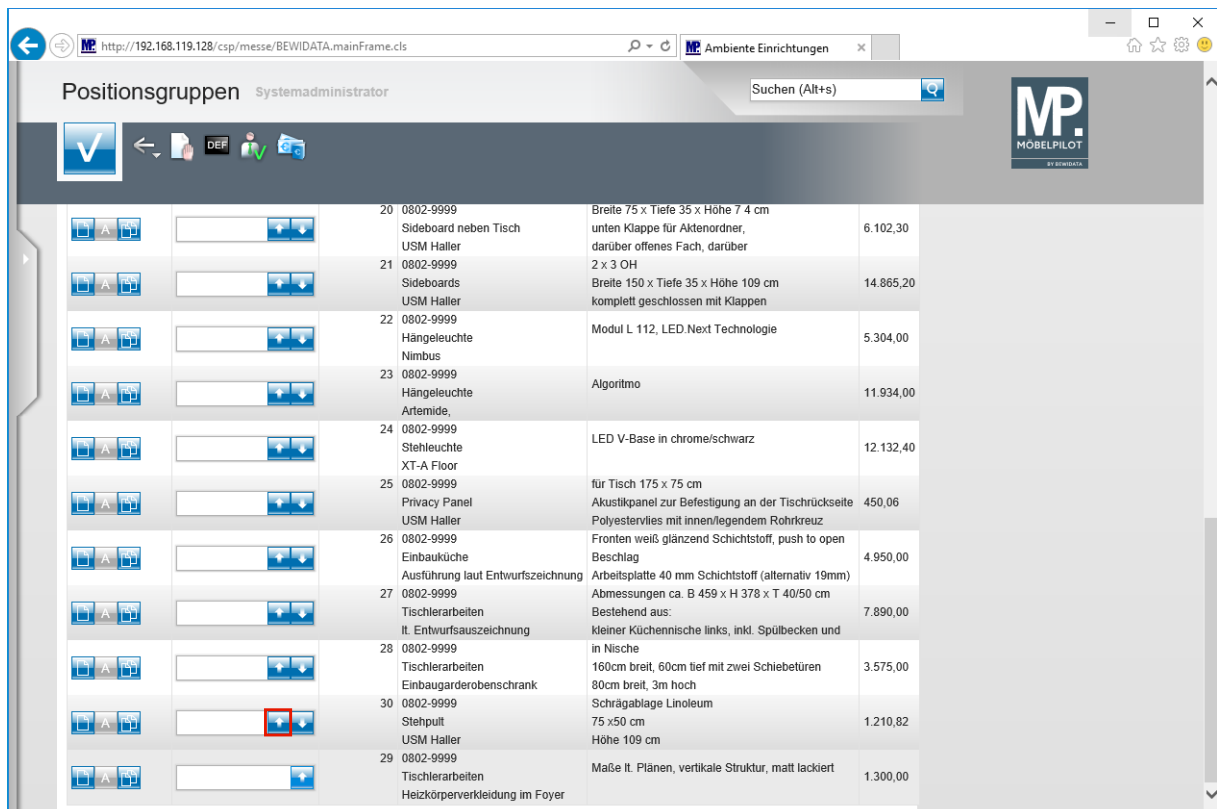 http://192.168.119.128/csp/messe/BEWIDATA.mainFrame.cls
MP. Ambiente Einrichtungen
Positionsgruppen Systemadministrator
Suchen (Alt+s)
MP.
MÖBELPILOT
BY BEWIDATA
DEF
20 0802-9999 Breite 75 x Tiefe 35 x Höhe 7 4 cm
A Sideboard neben Tisch unten Klappe für Aktenordner, 6.102,30
USM Haller darüber offenes Fach, darüber
21 0802-9999 2 x 3 OH
A Sideboards Breite 150 x Tiefe 35 x Höhe 109 cm 14.865,20
USM Haller komplett geschlossen mit Klappen
22 0802-9999
A Hängeleuchte Modul L 112, LED.Next Technologie 5.304,00
Nimbus
23 0802-9999
A Hängeleuchte Algoritmo 11.934,00
Artemide,
24 0802-9999
A Stehleuchte LED V-Base in chrome/schwarz 12.132,40
XT-A Floor
25 0802-9999 für Tisch 175 x 75 cm
A Privacy Panel Akustikpanel zur Befestigung an der Tischrückseite 450,06
USM Haller Polyestervlies mit innen/legendem Rohrkreuz
26 0802-9999 Fronten weiß glänzend Schichtstoff, push to open
A Einbauküche Beschlag 4.950,00
Ausführung laut Entwurfszeichnung Arbeitsplatte 40 mm Schichtstoff (alternativ 19mm)
27 0802-9999 Abmessungen ca. B 459 x H 378 x T 40/50 cm
A Tischlerarbeiten Bestehend aus: 7.890,00
lt. Entwurfsauszeichnung kleiner Küchennische links, inkl. Spülbecken und
28 0802-9999 in Nische
A Tischlerarbeiten 160cm breit, 60cm tief mit zwei Schiebetüren 3.575,00
Einbaugarderobenschrank 80cm breit, 3m hoch
30 0802-9999 Schrägablage Linoleum
A Stehpult 75 x50 cm 1.210,82
USM Haller Höhe 109 cm
29 0802-9999
A Tischlerarbeiten Maße lt. Plänen, vertikale Struktur, matt lackiert 1.300,00
Heizkörperverkleidung im Foyer